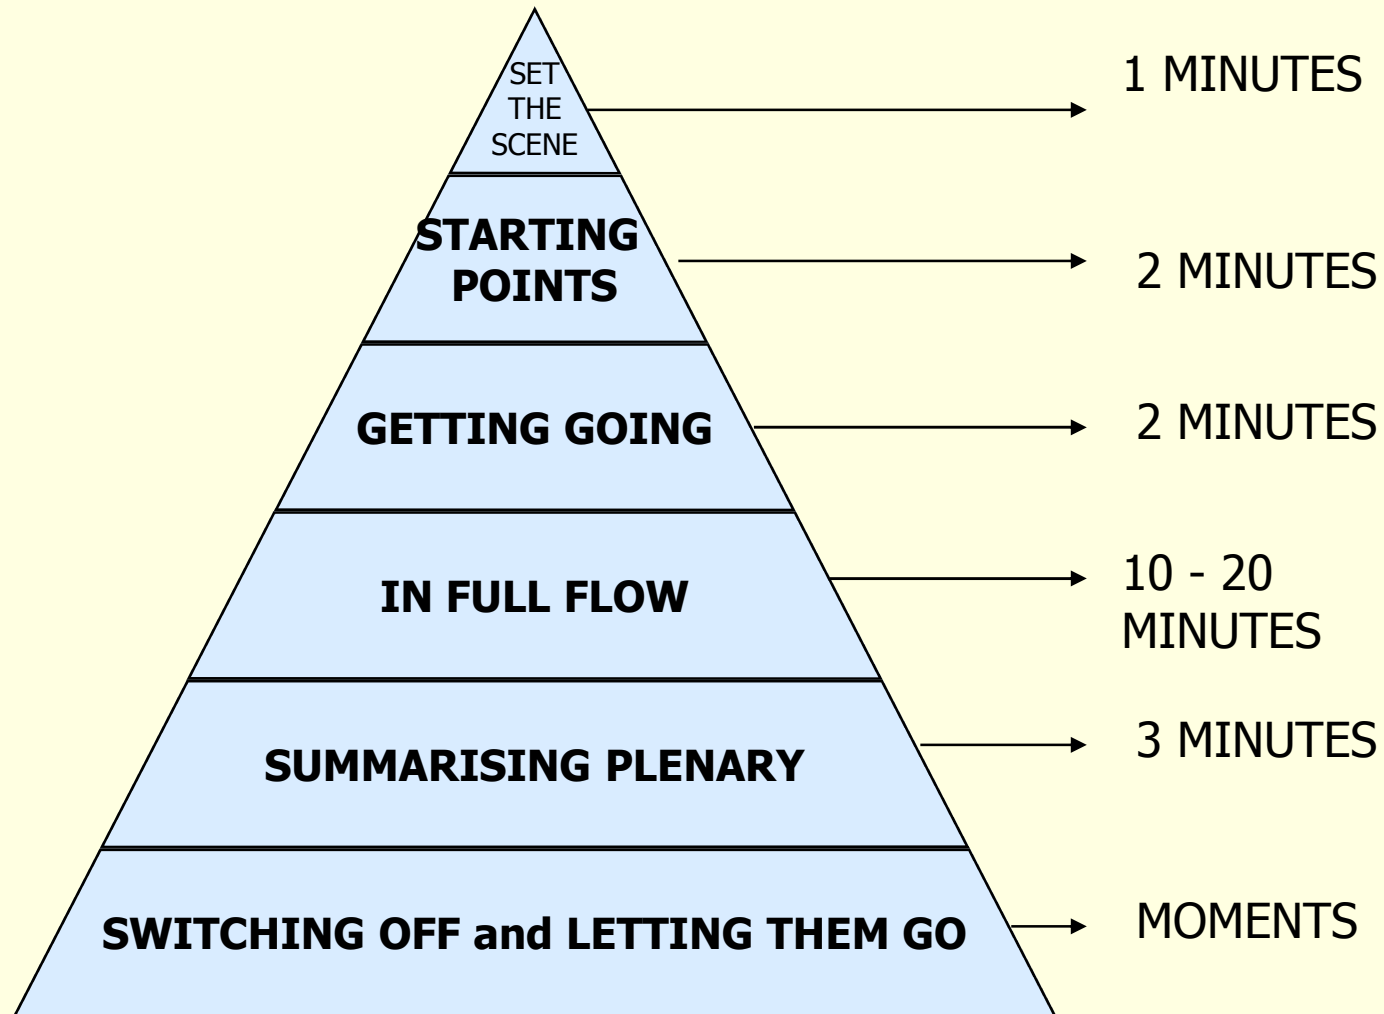 SET
THE
SCENE
1 MINUTES
STARTING
POINTS
2 MINUTES
GETTING GOING
2 MINUTES
IN FULL FLOW
10 - 20
MINUTES
SUMMARISING PLENARY
3 MINUTES
SWITCHING OFF and LETTING THEM GO
MOMENTS